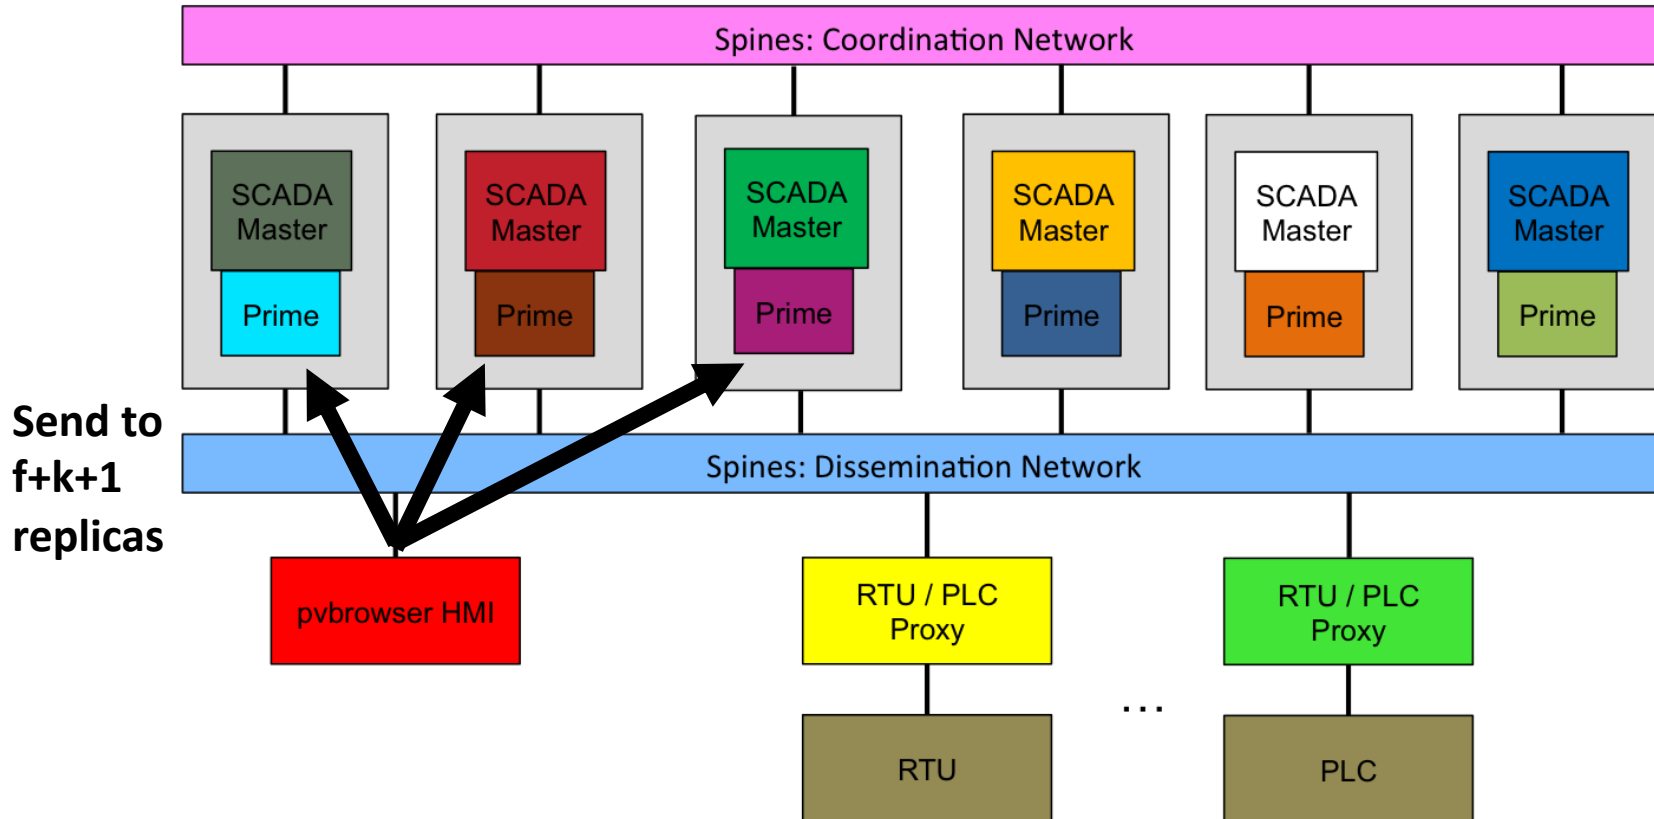 Spines: Coordination Network
SCADA
Master
Prime
SCADA
Master
Prime
SCADA
Master
Prime
SCADA
Master
Prime
SCADA
Master
Prime
SCADA
Master
Prime
Send to
f+k+1
replicas
Spines: Dissemination Network
pvbrowser HMI
RTU / PLC
Proxy
RTU / PLC
Proxy
...
RTU
PLC